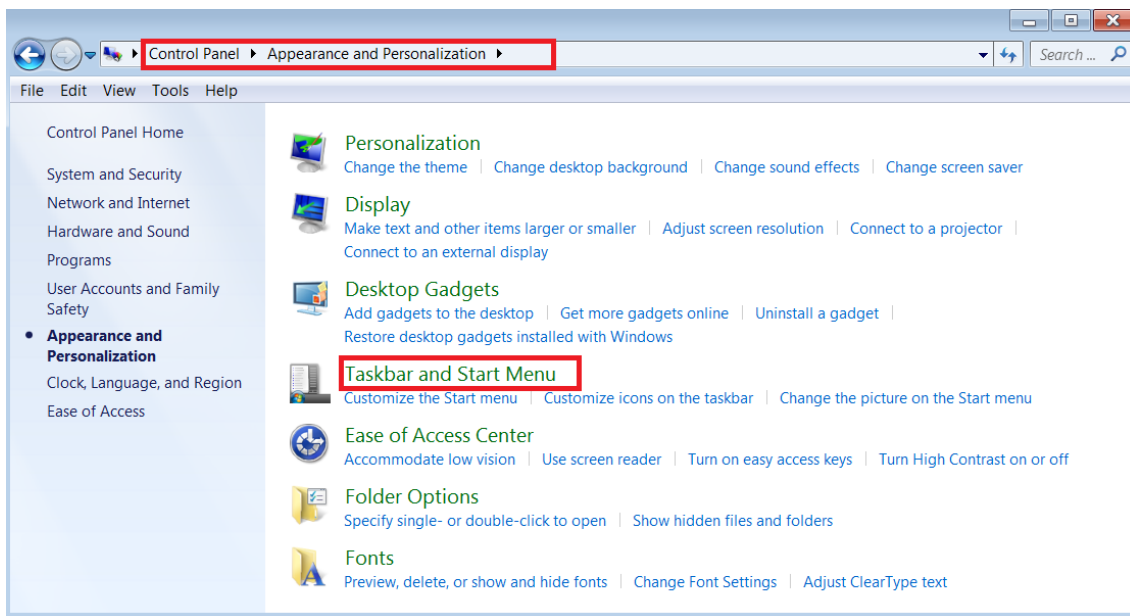 Control Panel Appearance and Personalization
Search ...
File Edit View Tools Help
Control Panel Home
System and Security
Network and Internet
Hardware and Sound
Programs
User Accounts and Family
Safety
Appearance and
Personalization
Clock, Language, and Region
Ease of Access
Personalization
Change the theme Change desktop background Change sound effects Change screen saver
Display
Make text and other items larger or smaller Adjust screen resolution Connect to a projector
Connect to an external display
Desktop Gadgets
Add gadgets to the desktop Get more gadgets online Uninstall a gadget
Restore desktop gadgets installed with Windows
Taskbar and Start Menu
Customize the Start menu Customize icons on the taskbar Change the picture on the Start menu
Ease of Access Center
Accommodate low vision Use screen reader Turn on easy access keys Turn High Contrast on or off
Folder Options
Specify single- or double-click to open Show hidden files and folders
Fonts
Preview, delete, or show and hide fonts Change Font Settings Adjust ClearType text